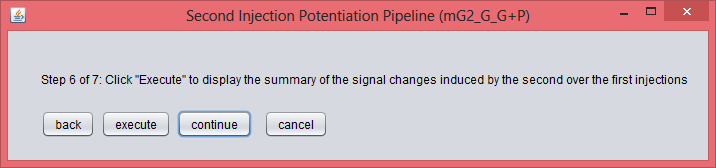 Second Injection Potentiation Pipeline (mG2_G_G+P)
Step 6 of 7: Click "Execute" to display the summary of the signal changes induced by the second over the first injections
back execute continue cancel